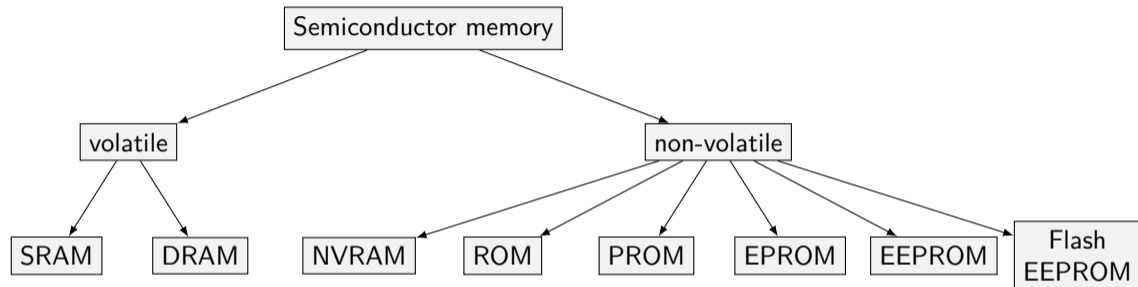 Semiconductor memory
volatile
non-volatile
SRAM
DRAM
NVRAM
ROM
PROM
EPROM
EEPROM
Flash
EEPROM